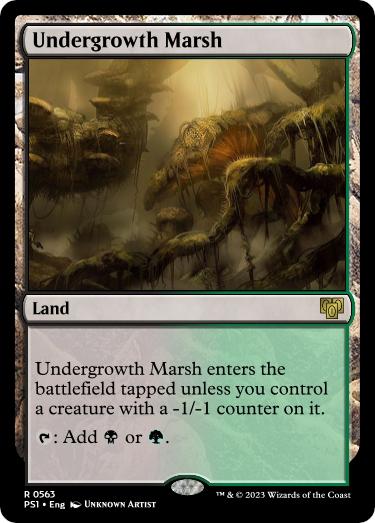 Undergrowth Marsh
Land
Undergrowth Marsh enters the
battlefield tapped unless you control
a creature with a -1/-1 counter on it.
: Add or .
R 0563
PS1 • Eng Unknown Artist
™ & © 2023 Wizards of the Coast